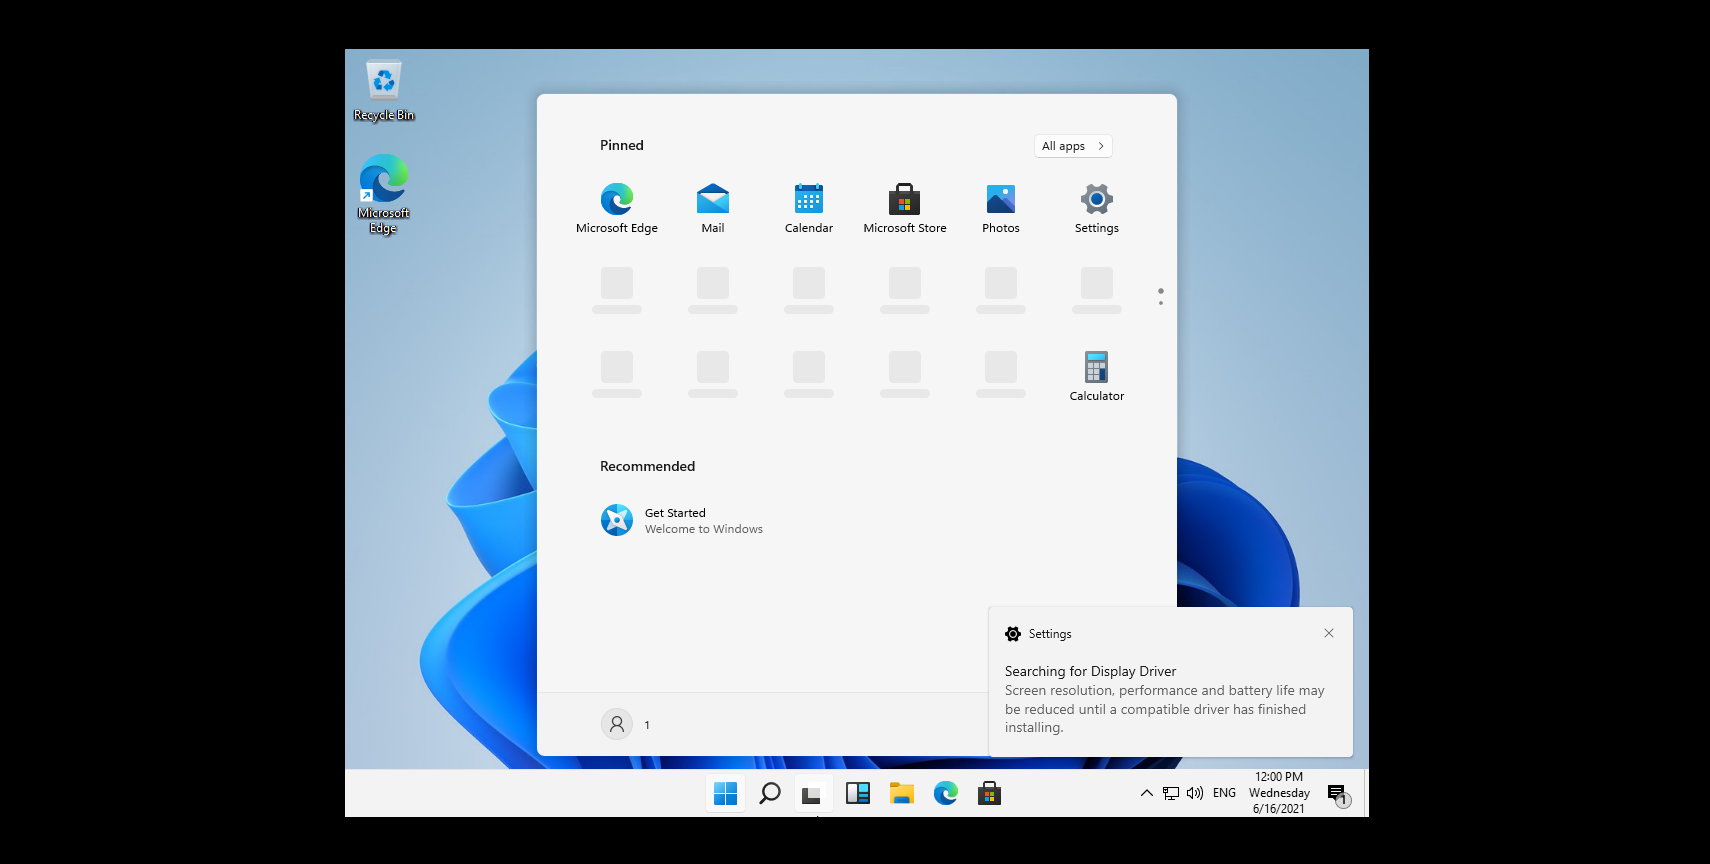 Recycle Bin
Microsoft
Edge
Pinned
All apps
Microsoft Edge
Mail
Calendar
Microsoft Store
Photos
Settings
Calculator
Recommended
Get Started
Welcome to Windows
1
Settings
Searching for Display Driver
Screen resolution, performance and battery life may
be reduced until a compatible driver has finished
installing.
ENG
12:00 PM
Wednesday
6/16/2021
1